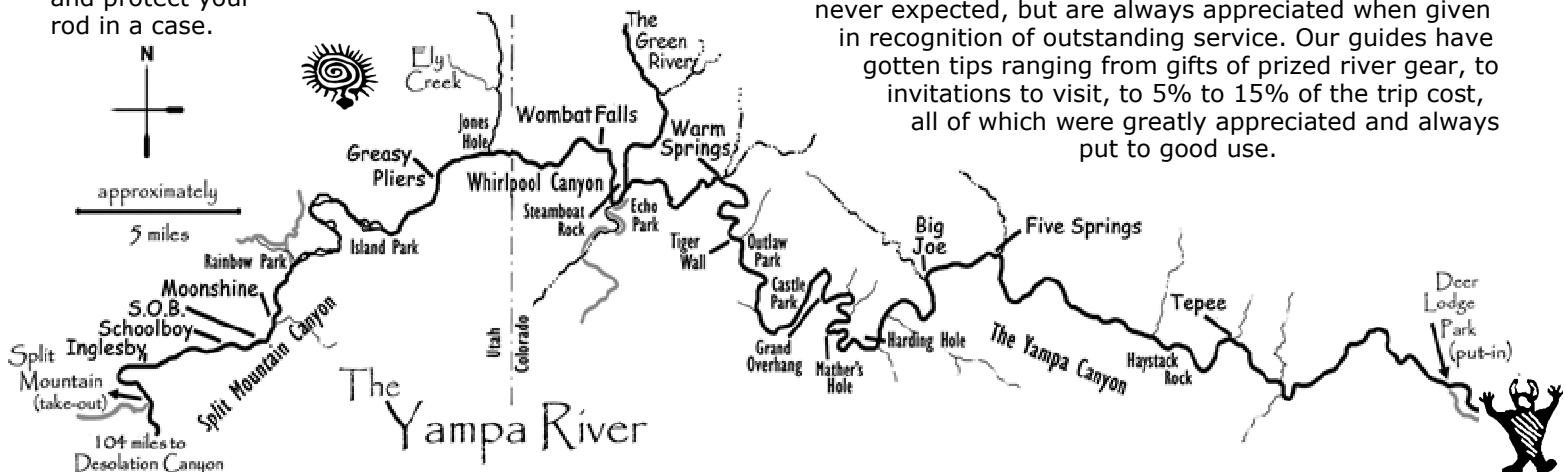 and protect your
rod in a case.
never expected, but are always appreciated when given
in recognition of outstanding service. Our guides have
gotten tips ranging from gifts of prized river gear, to
invitations to visit, to 5% to 15% of the trip cost,
all of which were greatly appreciated and always
put to good use.
N
approximately
5 miles
Ely
Creek
The
Green
River
Jones
Hole
Wombat Falls
Warm
Springs
Greasy
Pliers
Whirlpool Canyon
Steamboat
Rock
Echo
Park
Island Park
Rainbow Park
Tiger
Wall
Outlaw
Park
Big
Joe
Five Springs
Castle
Park
Moonshine
S.O.B.
Schoolboy
Inglesby
Split Mountain Canyon
Split
Mountain
(take-out)
104 miles to
Desolation Canyon
Utah
Colorado
Grand
Overhang
Mather's
Hole
Harding Hole
The Yampa Canyon
Haystack
Rock
Tepee
Deer
Lodge
Park
(put-in)
The
Yampa River